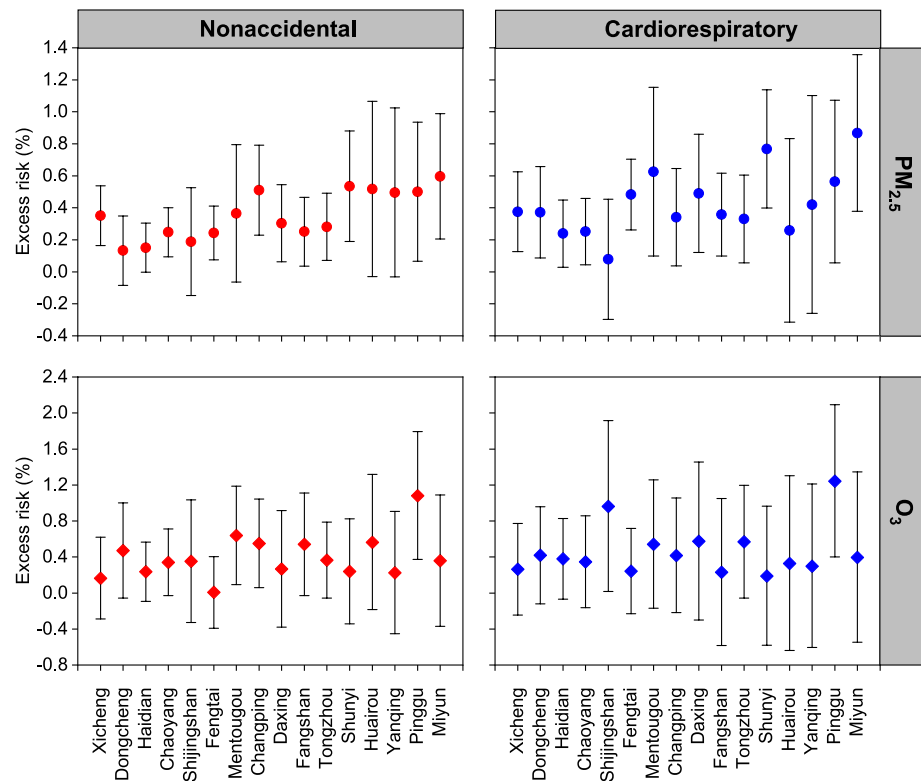 Nonaccidental
Cardiorespiratory
Excess risk (%)
1.4
1.2
1.0
0.8
0.6
0.4
0.2
0.0
-0.2
-0.4
PM2.5
Excess risk (%)
2.4
2.0
1.6
1.2
0.8
0.4
0.0
-0.4
-0.8
O3
Xicheng
Dongcheng
Haidian
Chaoyang
Shijingshan
Fengtai
Mentougou
Changping
Daxing
Fangshan
Tongzhou
Shunyi
Huairou
Yanqing
Pinggu
Miyun
Xicheng
Dongcheng
Haidian
Chaoyang
Shijingshan
Fengtai
Mentougou
Changping
Daxing
Fangshan
Tongzhou
Shunyi
Huairou
Yanqing
Pinggu
Miyun